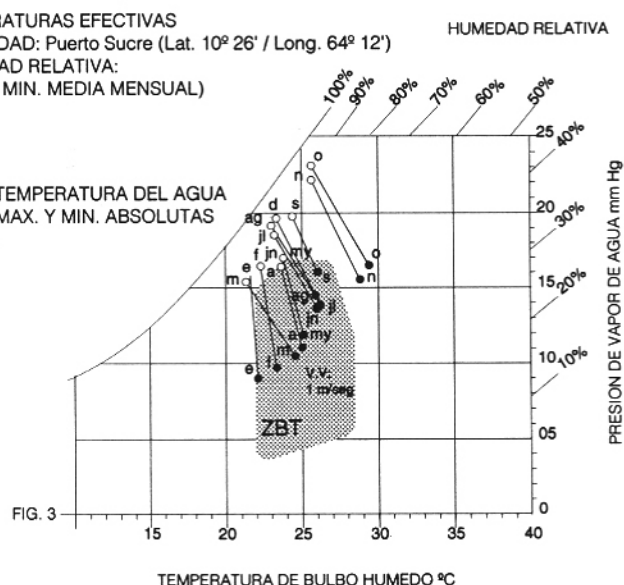 RATURAS EFECTIVAS
DAD: Puerto Sucre (Lat. 10º 26' / Long. 64º 12')
AD RELATIVA:
MIN. MEDIA MENSUAL)
HUMEDAD RELATIVA
100% 90% 80% 70% 60% 50%
40%
30%
20%
10%
TEMPERATURA DEL AGUA
MAX. Y MIN. ABSOLUTAS
25
20
15
10
05
0
PRESION DE VAPOR DE AGUA mm Hg
o
n
d s
ag
jl
f jn my
e a
m
o
n
s
ag jl
jn
a my
m
f
e
V.V.:
1 m/seg
ZBT
FIG. 3
15 20 25 30 35 40
TEMPERATURA DE BULBO HUMEDO ºC